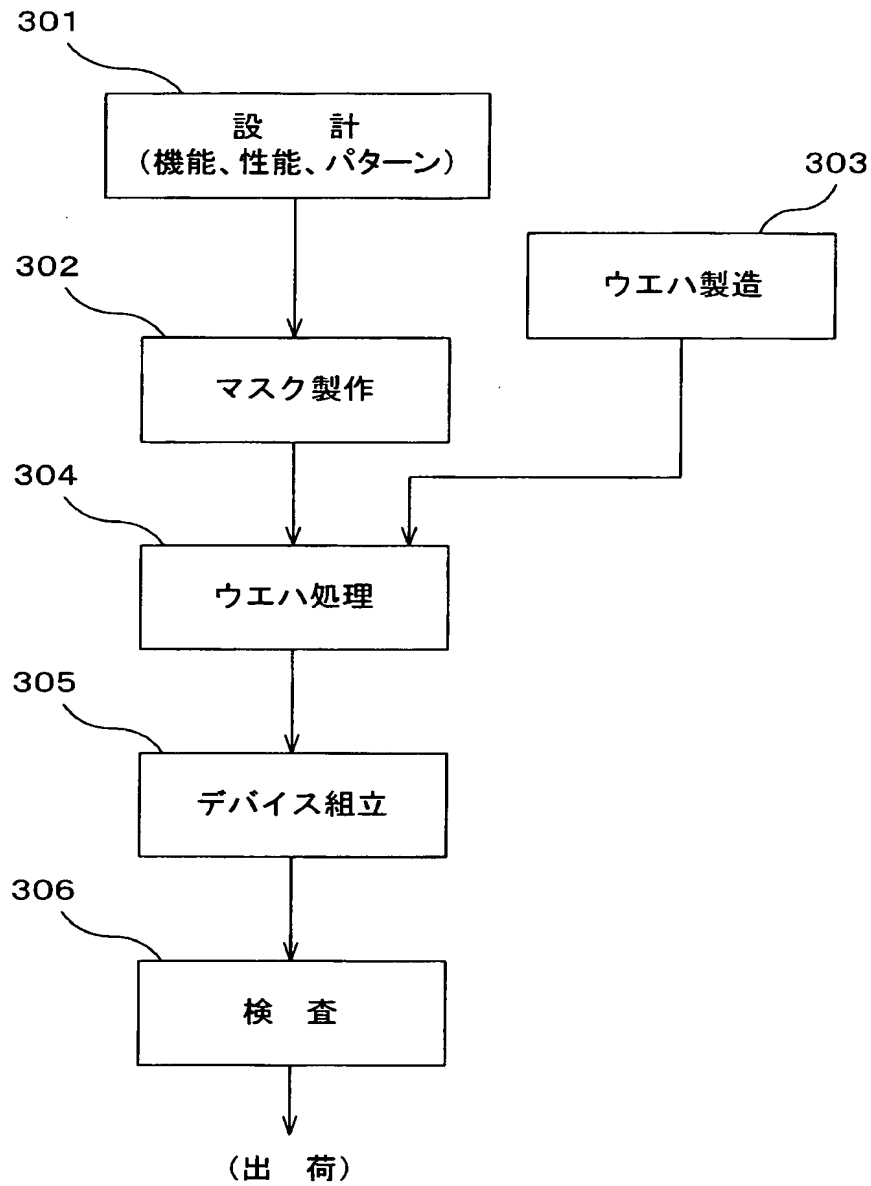 301
設　計
(機能、性能、パターン)
303
ウエハ製造
302
マスク製作
304
ウエハ処理
305
デバイス組立
306
検　査
(出　荷)